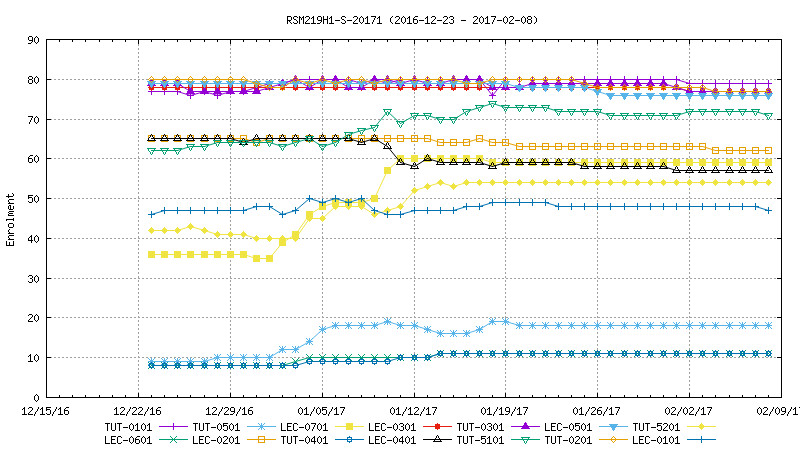 RSM219H1-S-20171 (2016-12-23 - 2017-02-08)
90
80
70
60
50
40
30
20
10
0
Enrolment
12/15/16 12/22/16 12/29/16 01/05/17 01/12/17 01/19/17 01/26/17 02/02/17 02/09/17
TUT-0101 TUT-0501 LEC-0701 LEC-0301 TUT-0301 LEC-0501 TUT-5201
LEC-0601 LEC-0201 TUT-0401 LEC-0401 TUT-5101 TUT-0201 LEC-0101